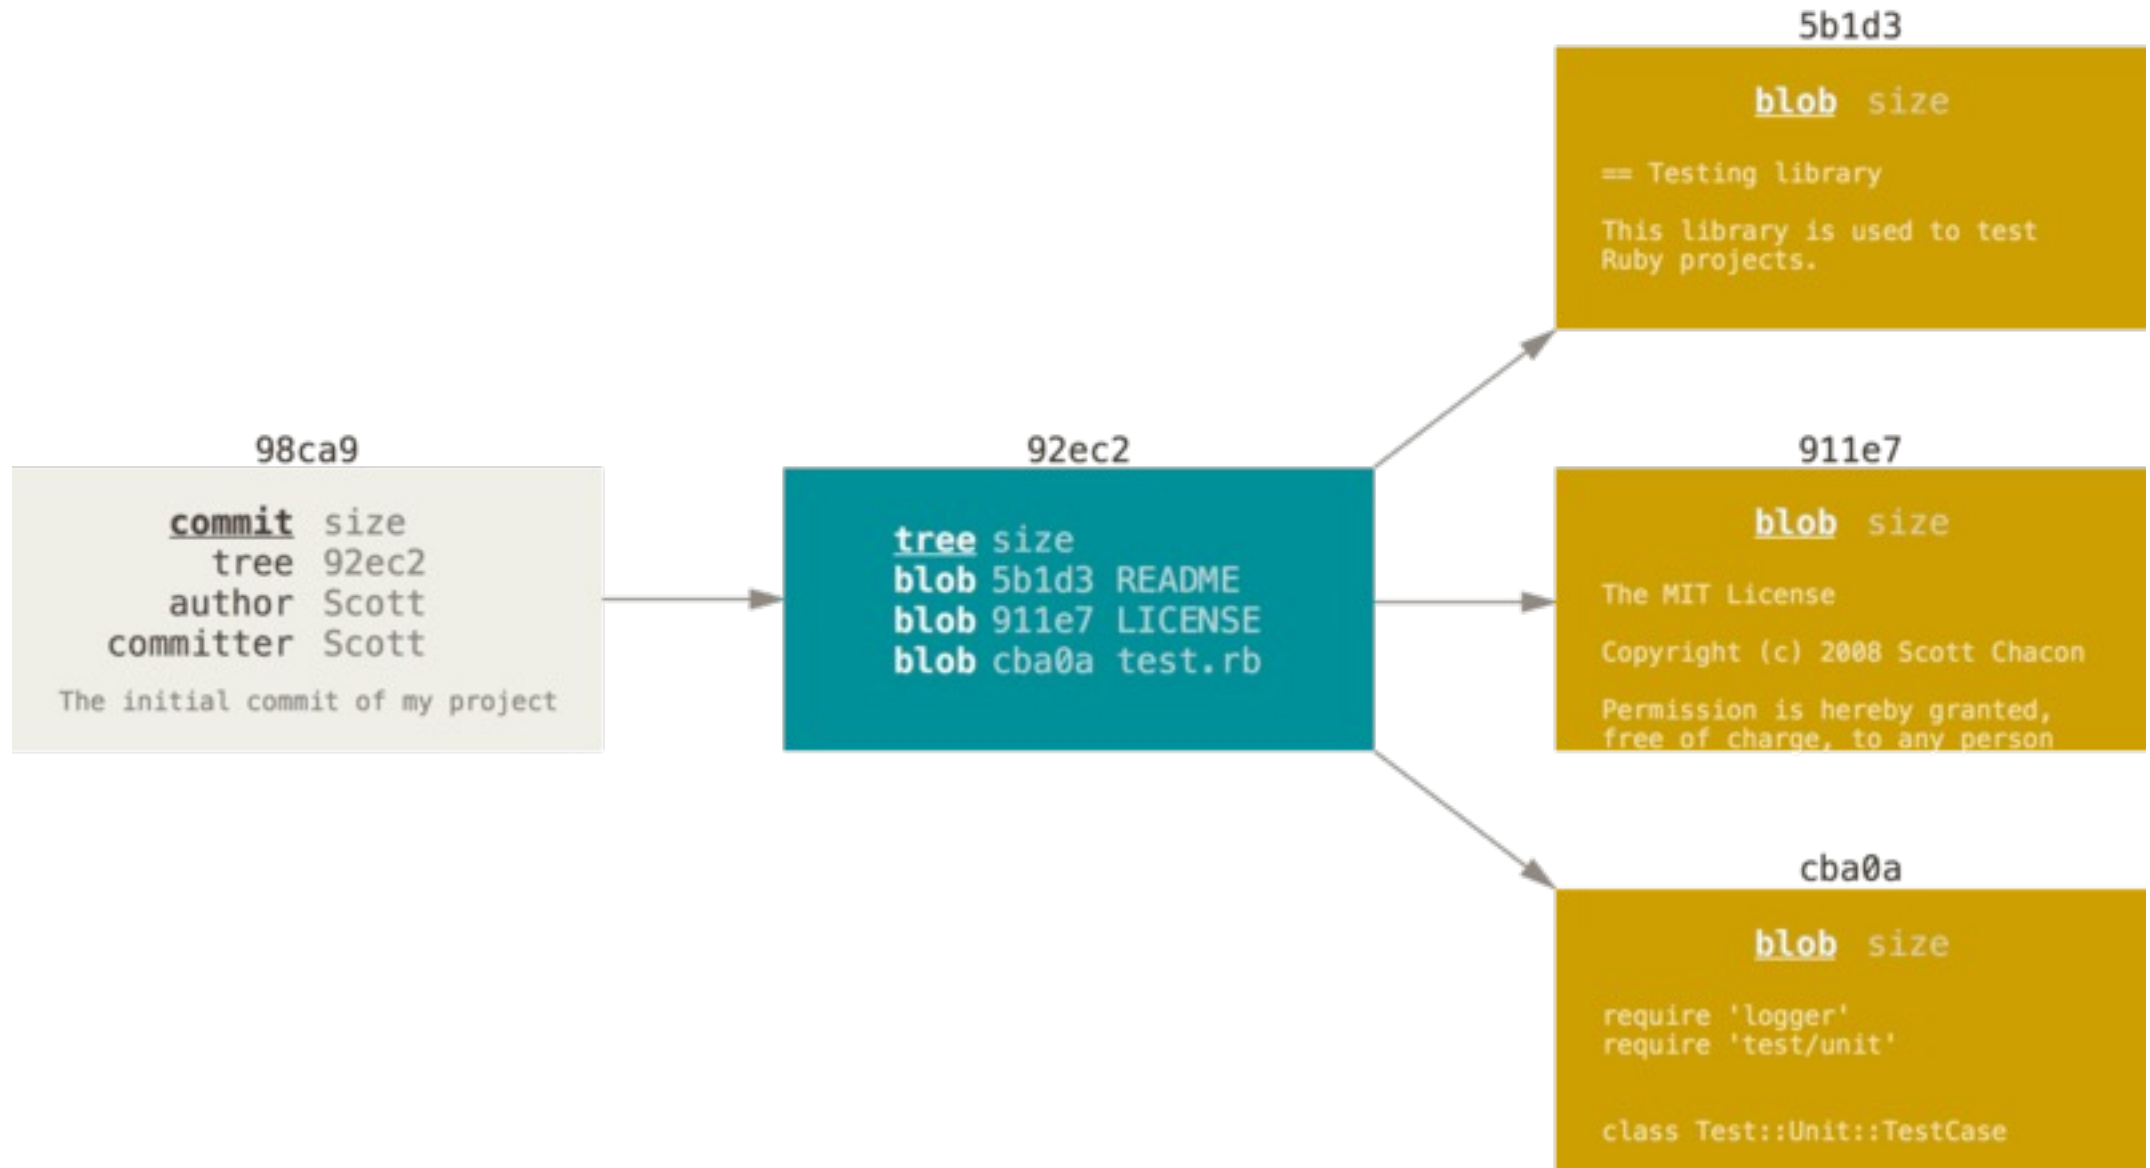 5b1d3
blob size
== Testing library
This library is used to test
Ruby projects.
98ca9
commit size
tree 92ec2
author Scott
committer Scott
The initial commit of my project
92ec2
tree size
blob 5b1d3 README
blob 911e7 LICENSE
blob cba0a test.rb
911e7
blob size
The MIT License
Copyright (c) 2008 Scott Chacon
Permission is hereby granted,
free of charge, to any person
cba0a
blob size
require 'logger'
require 'test/unit'
class Test::Unit::TestCase